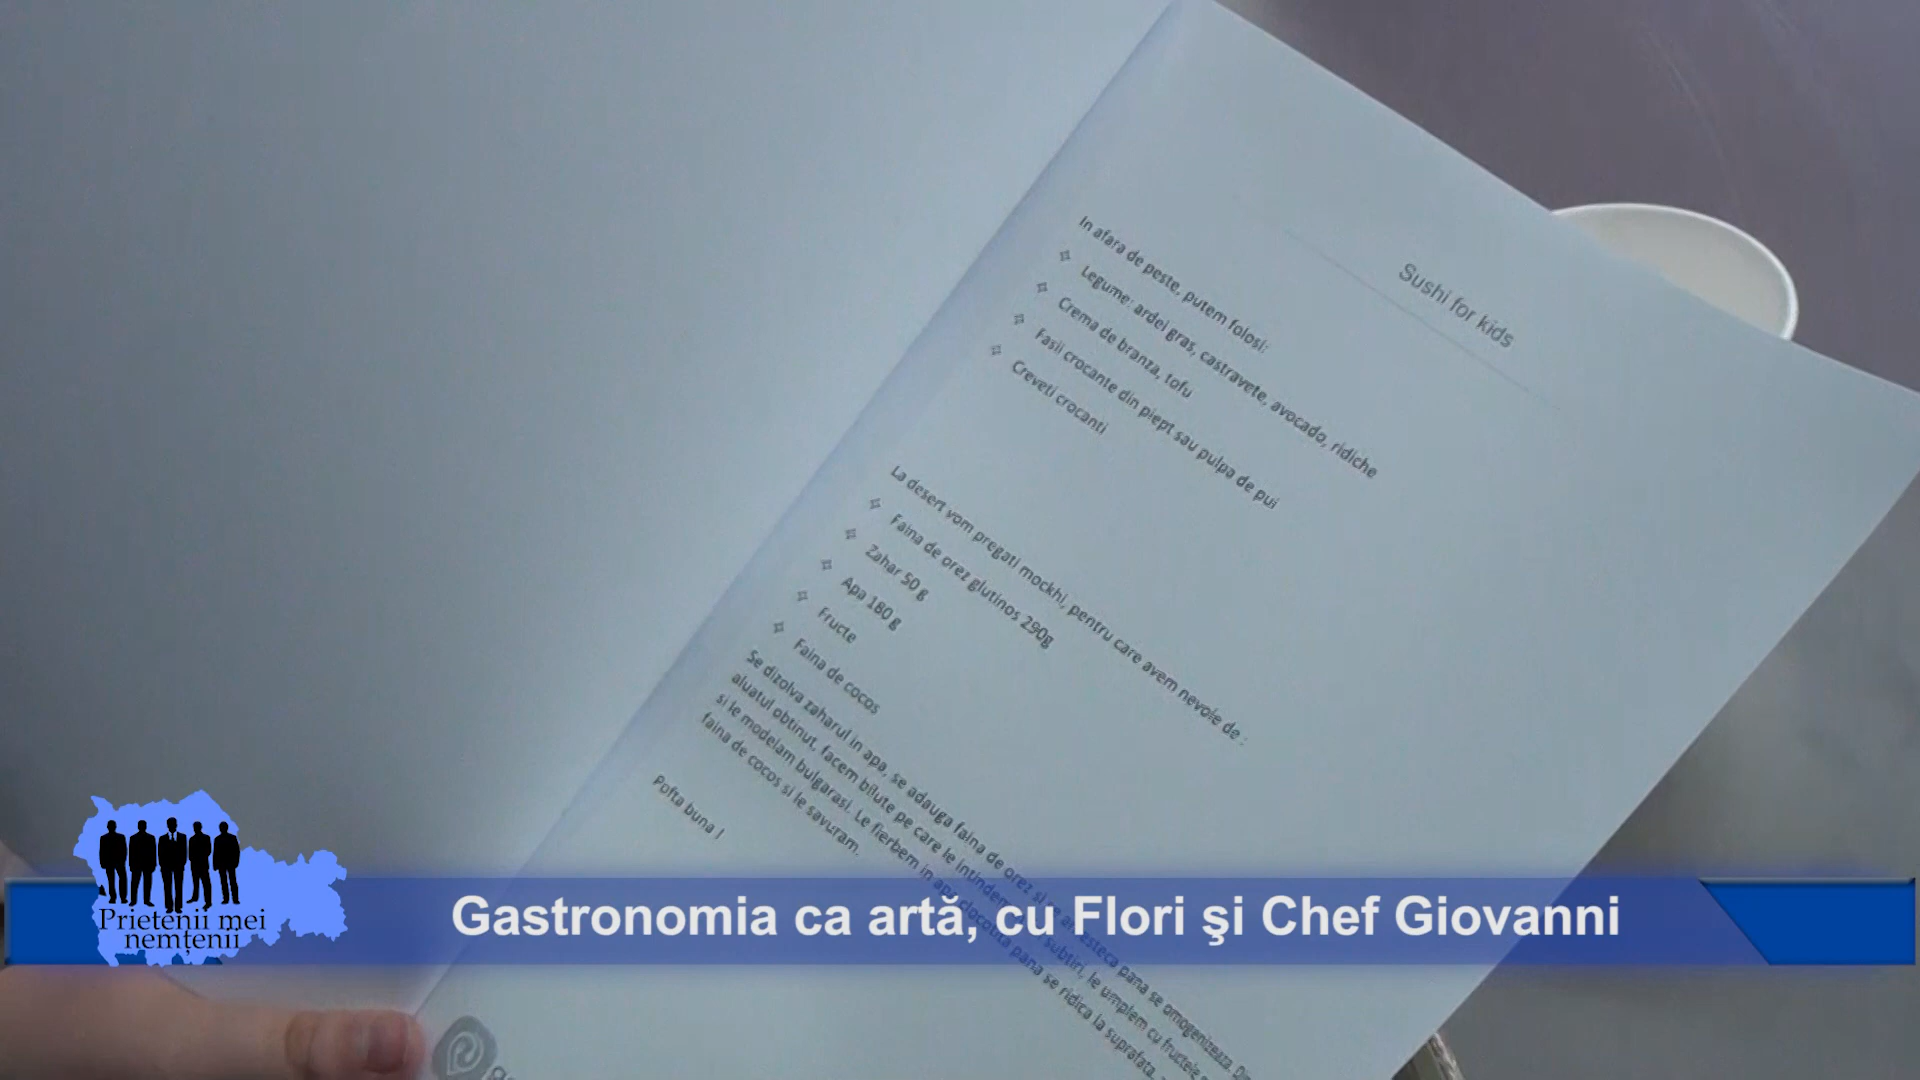 Sushi for kids
In afara de peste, putem folosi:
Legume: ardei gras, castravete, avocado, ridiche
Crema de branza, tofu
Fasii crocante din piept sau pulpa de pui
Creveti crocanti
La desert vom pregati mockhi, pentru care avem nevoie de :
Faina de orez glutinos 290g
Zahar 50 g
Apa 180 g
Fructe
Faina de cocos
Se dizolva zaharul in apa, se adauga faina de orez si se amesteca pana se omogenizeaza.
aluatul obtinut, facem bilute pe care le intindem subtiri, le umplem cu fructele
si le modelam bulgarasi. Le fierbem in apa clocotita pana se ridica la suprafata.
faina de cocos si le savuram.
Pofta buna !
Prietenii mei
nemțenii
Gastronomia ca artă, cu Flori şi Chef Giovanni